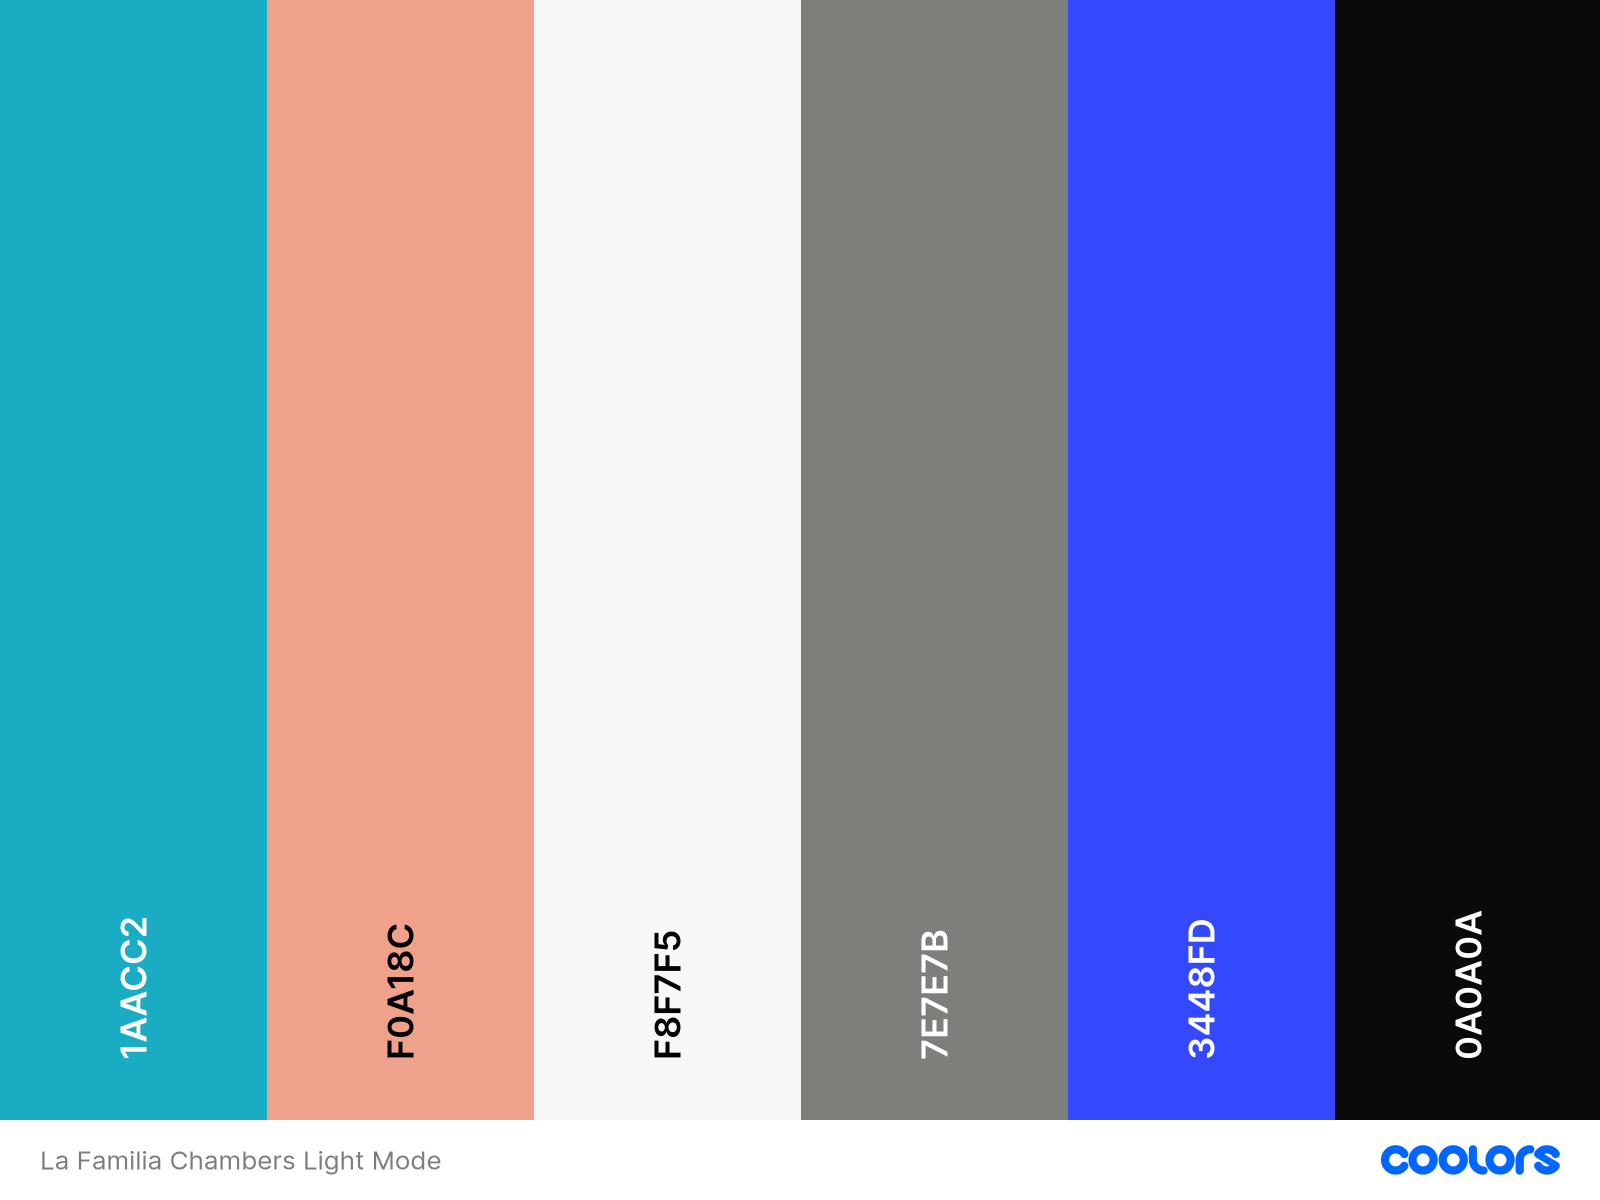 1AACC2
F0A18C
F8F7F5
7E7E7B
3448FD
0A0A0A
La Familia Chambers Light Mode
coolors